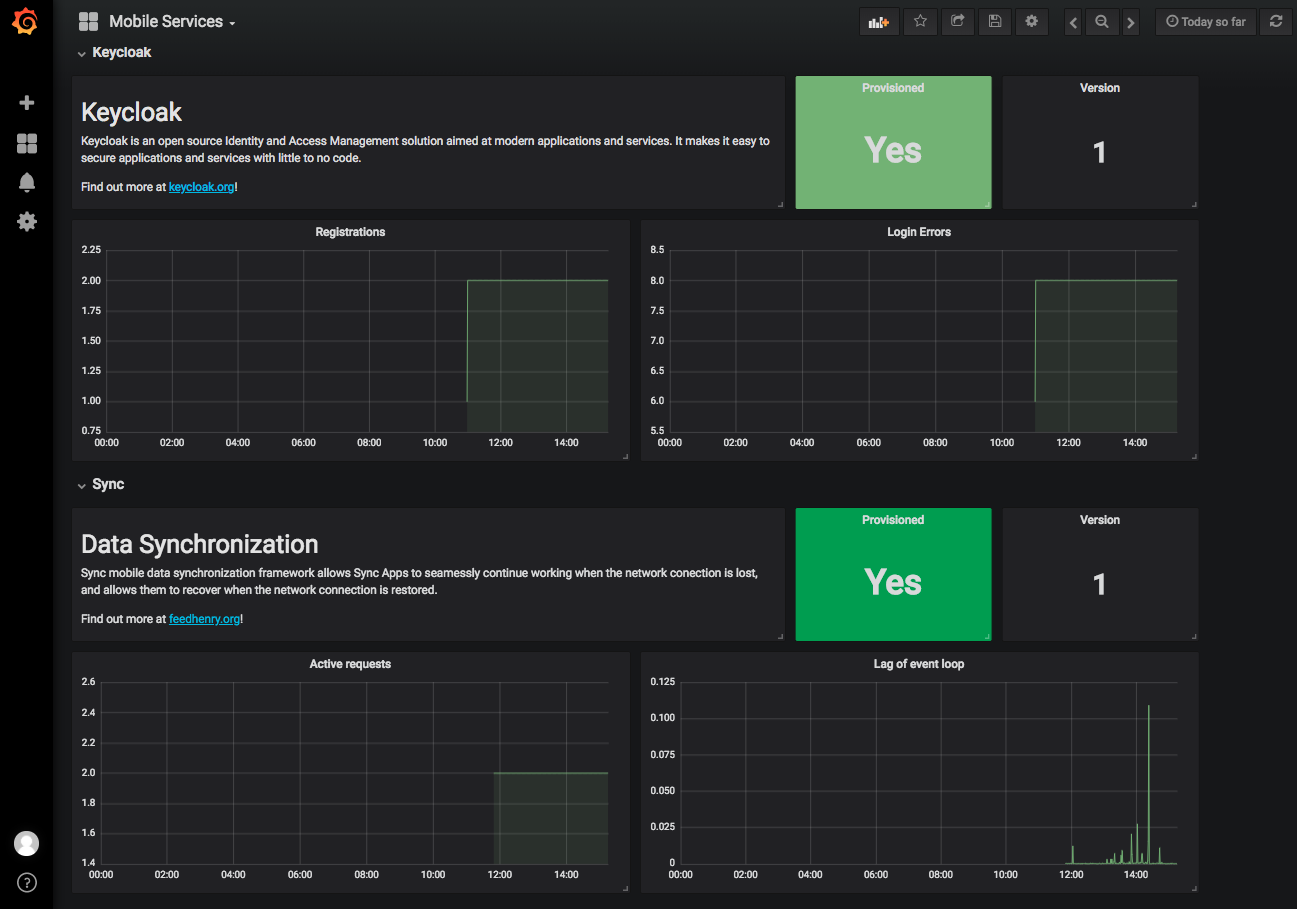 Mobile Services
Today so far
Keycloak
Keycloak
Keycloak is an open source Identity and Access Management solution aimed at modern applications and services. It makes it easy to
secure applications and services with little to no code.
Find out more at keycloak.org!
Provisioned
Yes
Version
1
Registrations
2.25
2.00
1.75
1.50
1.25
1.00
0.75
00:00 02:00 04:00 06:00 08:00 10:00 12:00 14:00
Login Errors
8.5
8.0
7.5
7.0
6.5
6.0
5.5
00:00 02:00 04:00 06:00 08:00 10:00 12:00 14:00
Sync
Data Synchronization
Sync mobile data synchronization framework allows Sync Apps to seamessly continue working when the network conection is lost,
and allows them to recover when the network connection is restored.
Find out more at feedhenry.org!
Provisioned
Yes
Version
1
Active requests
2.6
2.4
2.2
2.0
1.8
1.6
1.4
00:00 02:00 04:00 06:00 08:00 10:00 12:00 14:00
Lag of event loop
0.125
0.100
0.075
0.050
0.025
0
00:00 02:00 04:00 06:00 08:00 10:00 12:00 14:00
?